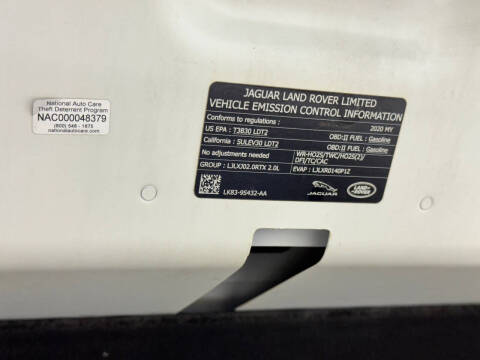 National Auto Care
Theft Deterrent Program
NAC000048379
(800) 548 - 1875
nationalautocare.com
JAGUAR LAND ROVER LIMITED
VEHICLE EMISSION CONTROL INFORMATION
Conforms to regulations : 2020 MY
US EPA : T3B30 LDT2 OBD:II Fuel : Gasoline
California : SULEV30 LDT2 OBD:II Fuel : Gasoline
No adjustments needed. WR-HO2S/TWC/HO2S(2)/
DFI/TC/CAC
GROUP : LJLXJ02.0RTX 2.0L EVAP : LJLXR0140P1Z
LK83-9S432-AA
JAGUAR
LAND ROVER